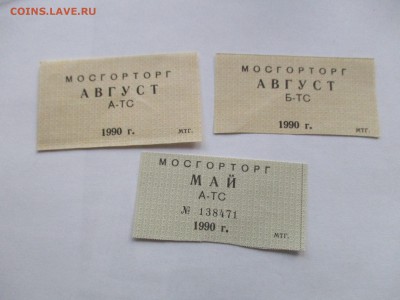 COINS.LAVE.RU
МОСГОРТОРГ
АВГУСТ
А-ТС
1990 г.
МТГ.
МОСГОРТОРГ
АВГУСТ
Б-ТС
1990 г.
МТГ.
МОСГОРТОРГ
МАЙ
А-ТС
№ 138471
1990 г.
МТГ.